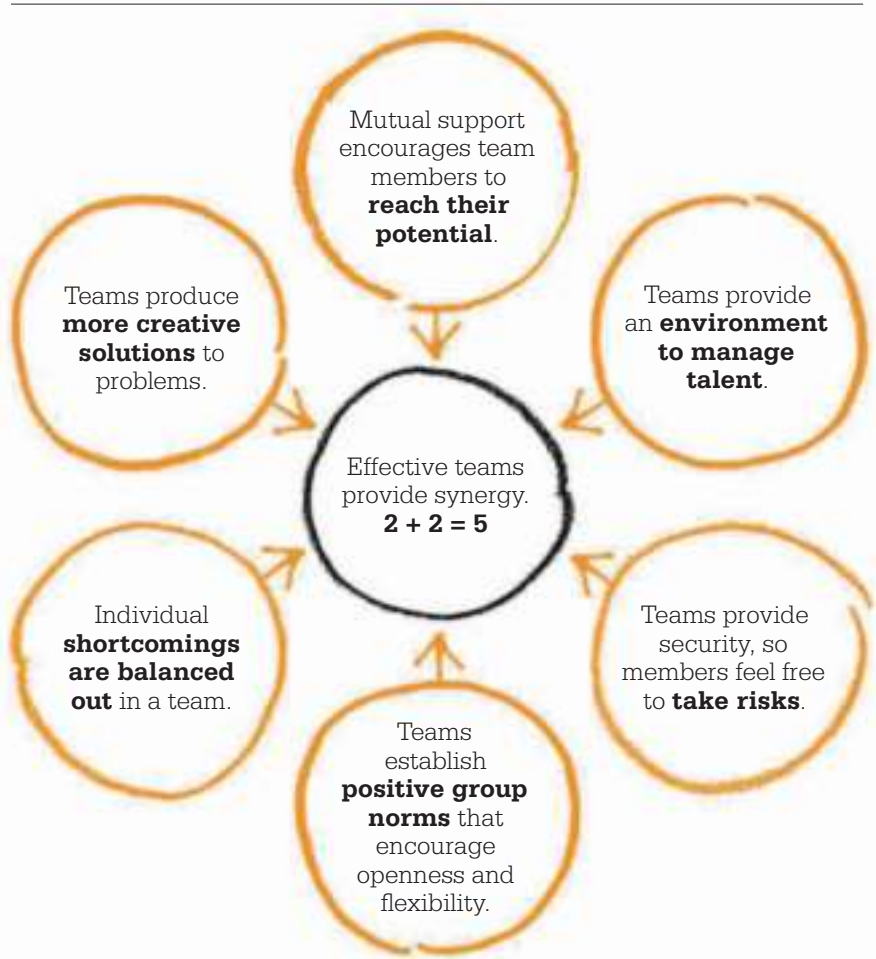 Mutual support
encourages team
members to
reach their
potential.
Teams produce
more creative
solutions to
problems.
Teams provide
an environment
to manage
talent.
Effective teams
provide synergy.
2 + 2 = 5
Individual
shortcomings
are balanced
out in a team.
Teams provide
security, so
members feel free
to take risks.
Teams
establish
positive group
norms that
encourage
openness and
flexibility.